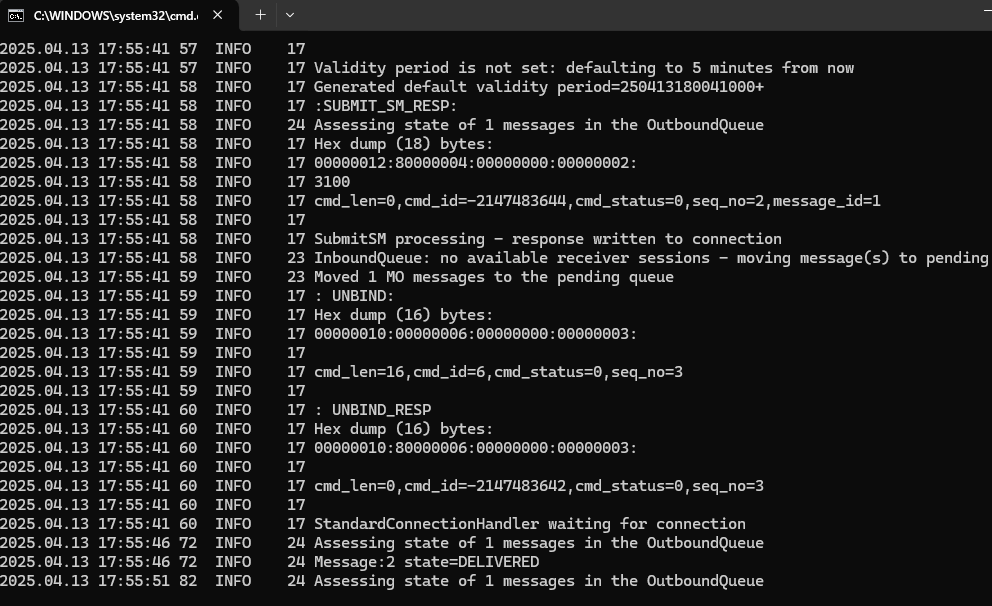 C:\WINDOWS\system32\cmd.
2025.04.13 17:55:41 57 INFO 17
2025.04.13 17:55:41 57 INFO 17 Validity period is not set: defaulting to 5 minutes from now
2025.04.13 17:55:41 58 INFO 17 Generated default validity period=250413180041000+
2025.04.13 17:55:41 58 INFO 17 :SUBMIT_SM_RESP:
2025.04.13 17:55:41 58 INFO 24 Assessing state of 1 messages in the OutboundQueue
2025.04.13 17:55:41 58 INFO 17 Hex dump (18) bytes:
2025.04.13 17:55:41 58 INFO 17 00000012:80000004:00000000:00000002:
2025.04.13 17:55:41 58 INFO 17 3100
2025.04.13 17:55:41 58 INFO 17 cmd_len=0,cmd_id=-2147483644,cmd_status=0,seq_no=2,message_id=1
2025.04.13 17:55:41 58 INFO 17
2025.04.13 17:55:41 58 INFO 17 SubmitSM processing - response written to connection
2025.04.13 17:55:41 58 INFO 23 InboundQueue: no available receiver sessions - moving message(s) to pending
2025.04.13 17:55:41 59 INFO 23 Moved 1 MO messages to the pending queue
2025.04.13 17:55:41 59 INFO 17 : UNBIND:
2025.04.13 17:55:41 59 INFO 17 Hex dump (16) bytes:
2025.04.13 17:55:41 59 INFO 17 00000010:00000006:00000000:00000003:
2025.04.13 17:55:41 59 INFO 17
2025.04.13 17:55:41 59 INFO 17 cmd_len=16,cmd_id=6,cmd_status=0,seq_no=3
2025.04.13 17:55:41 59 INFO 17
2025.04.13 17:55:41 60 INFO 17 : UNBIND_RESP
2025.04.13 17:55:41 60 INFO 17 Hex dump (16) bytes:
2025.04.13 17:55:41 60 INFO 17 00000010:80000006:00000000:00000003:
2025.04.13 17:55:41 60 INFO 17
2025.04.13 17:55:41 60 INFO 17 cmd_len=0,cmd_id=-2147483642,cmd_status=0,seq_no=3
2025.04.13 17:55:41 60 INFO 17
2025.04.13 17:55:41 60 INFO 17 StandardConnectionHandler waiting for connection
2025.04.13 17:55:46 72 INFO 24 Assessing state of 1 messages in the OutboundQueue
2025.04.13 17:55:46 72 INFO 24 Message:2 state=DELIVERED
2025.04.13 17:55:51 82 INFO 24 Assessing state of 1 messages in the OutboundQueue